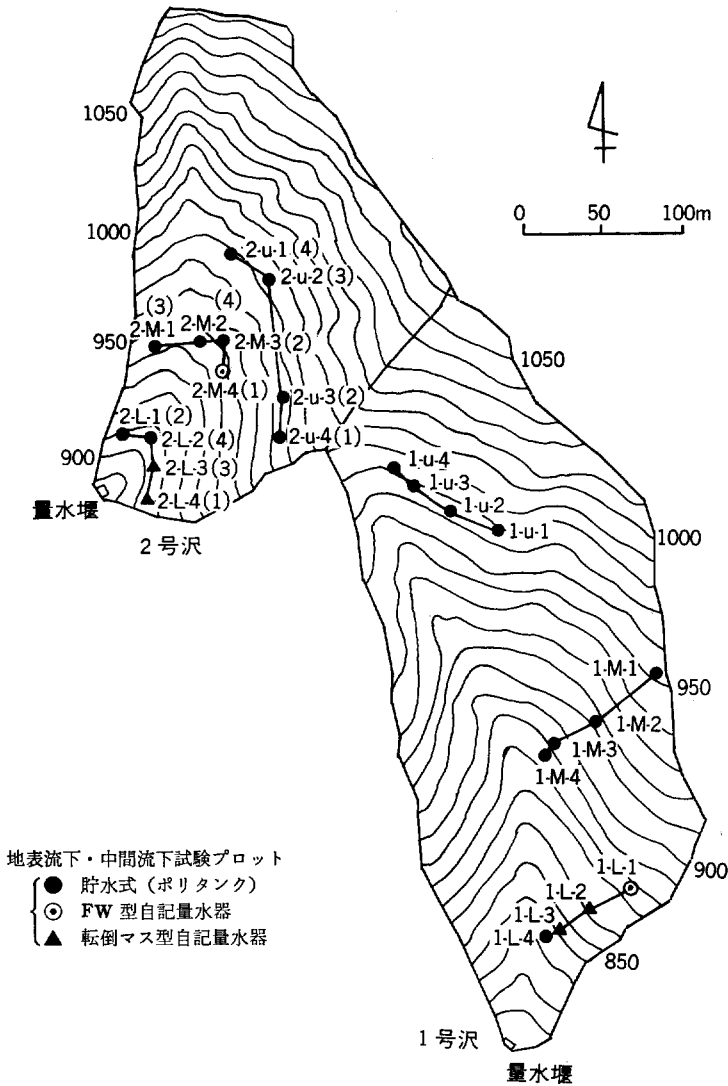 1050
1000
0 50 100m
2-u-1(4)
2-u-2(3)
(3) (4)
2-M-1 2-M-2
950
2-M-3(2)
2-M-4(1)
1050
2-u-3(2)
2-L-1(2)
2-L-2(4)
2-u-4(1)
900
2-L-3(3)
2-L-4(1)
量水堰
2号沢
1-u-4
1-u-3
1-u-2
1-u-1
1000
1-M-1
950
1-M-2
1-M-3
1-M-4
地表流下・中間流下試験プロット
貯水式(ポリタンク)
FW 型自記量水器
転倒マス型自記量水器
1-L-1
900
1-L-2
1-L-3
1-L-4
850
1号沢
量水堰